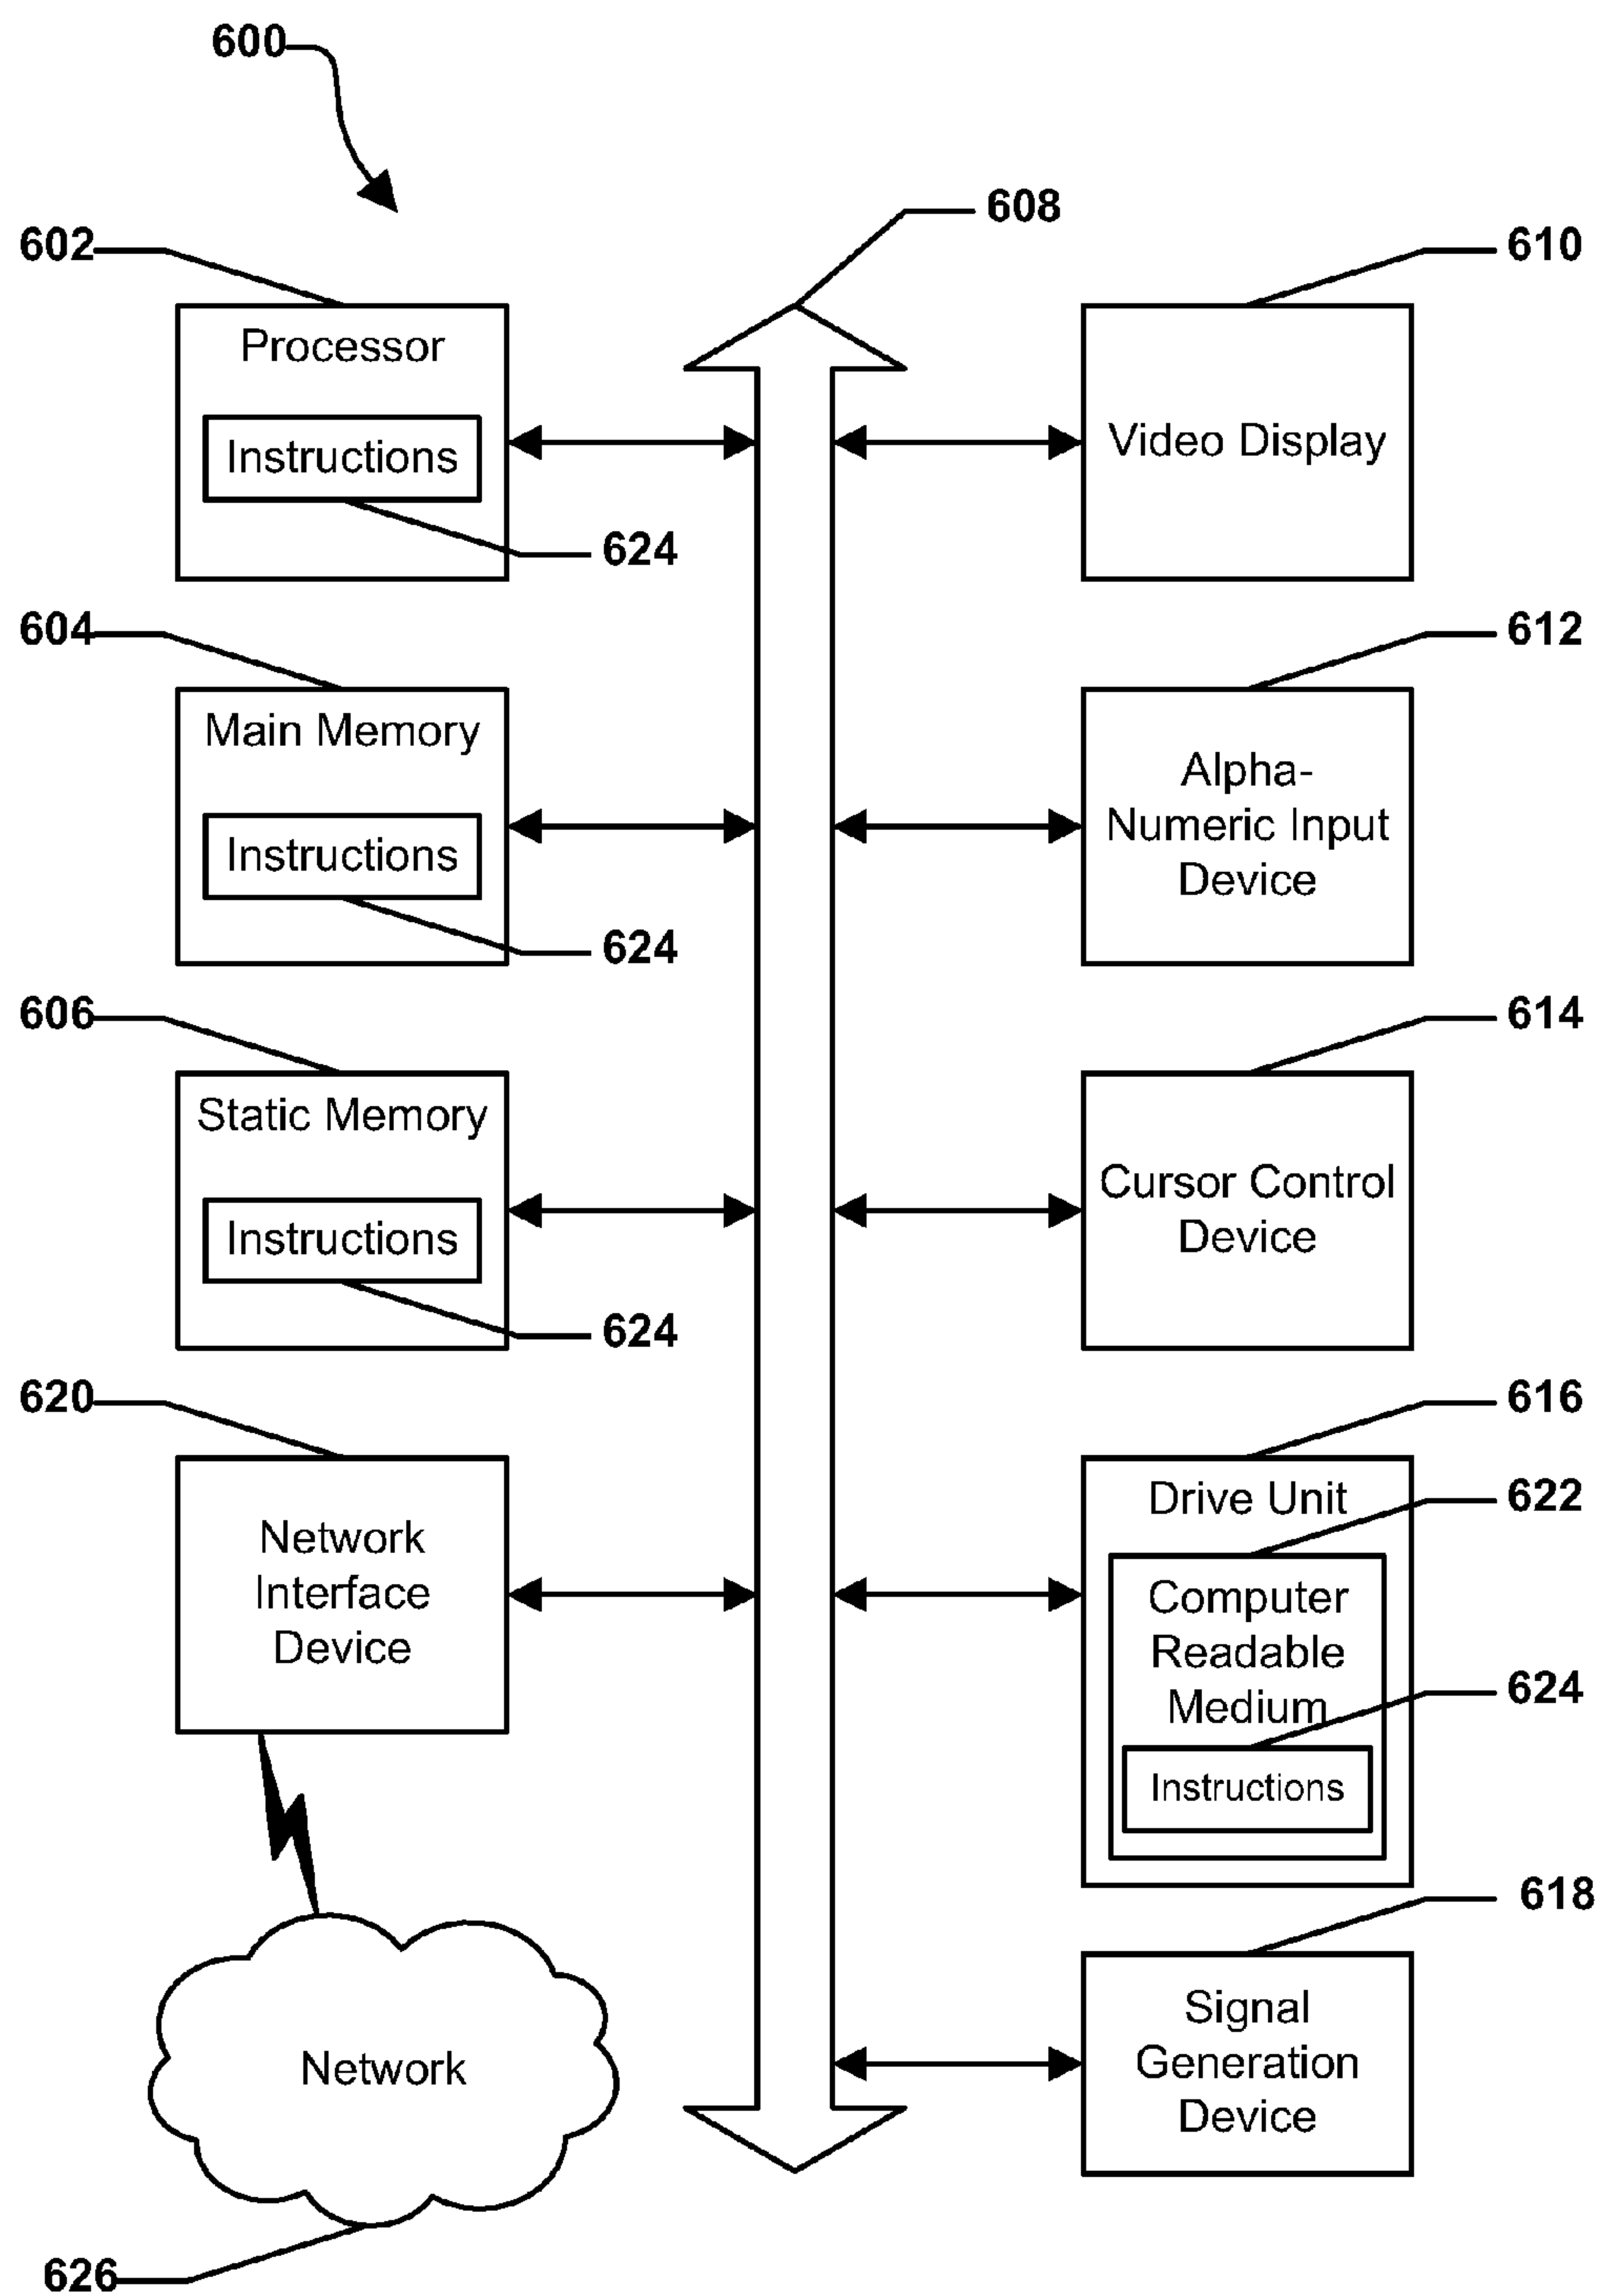 600
608
602
610
Processor
Instructions
624
Video Display
604
612
Main Memory
Instructions
624
Alpha-
Numeric Input
Device
606
614
Static Memory
Instructions
624
Cursor Control
Device
620
616
Network
Interface
Device
Drive Unit
622
Computer
Readable
Medium
624
Instructions
618
Signal
Generation
Device
Network
626